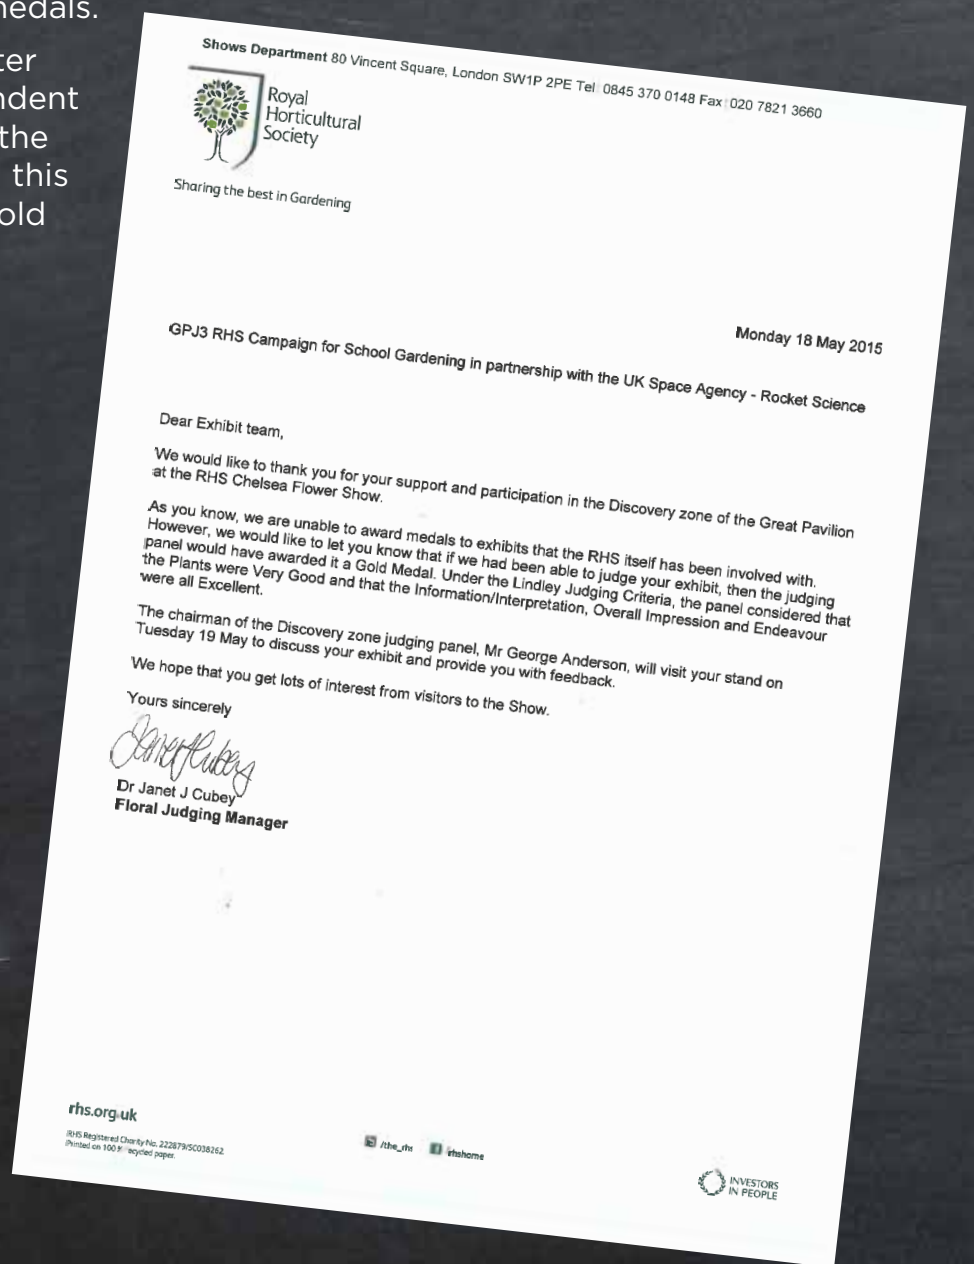 nedals.
ter
ndent
the
this
old
Shows Department 80 Vincent Square, London SW1P 2PE Tel 0845 370 0148 Fax 020 7821 3660
Royal
Horticultural
Society
Sharing the best in Gardening
Monday 18 May 2015
GPJ3 RHS Campaign for School Gardening in partnership with the UK Space Agency - Rocket Science
Dear Exhibit team,
We would like to thank you for your support and participation in the Discovery zone of the Great Pavilion
at the RHS Chelsea Flower Show.
As you know, we are unable to award medals to exhibits that the RHS itself has been involved with.
However, we would like to let you know that if we had been able to judge your exhibit, then the judging
panel would have awarded it a Gold Medal. Under the Lindley Judging Criteria, the panel considered that
the Plants were Very Good and that the Information/Interpretation, Overall Impression and Endeavour
were all Excellent.
The chairman of the Discovery zone judging panel, Mr George Anderson, will visit your stand on
Tuesday 19 May to discuss your exhibit and provide you with feedback.
We hope that you get lots of interest from visitors to the Show.
Yours sincerely
Dr Janet J Cubey
Floral Judging Manager
rhs.org.uk
RHS Registered Charity No. 222879/SC038262
Printed on 100% recycled paper.
/the_rhs
rhshome
INVESTORS
IN PEOPLE